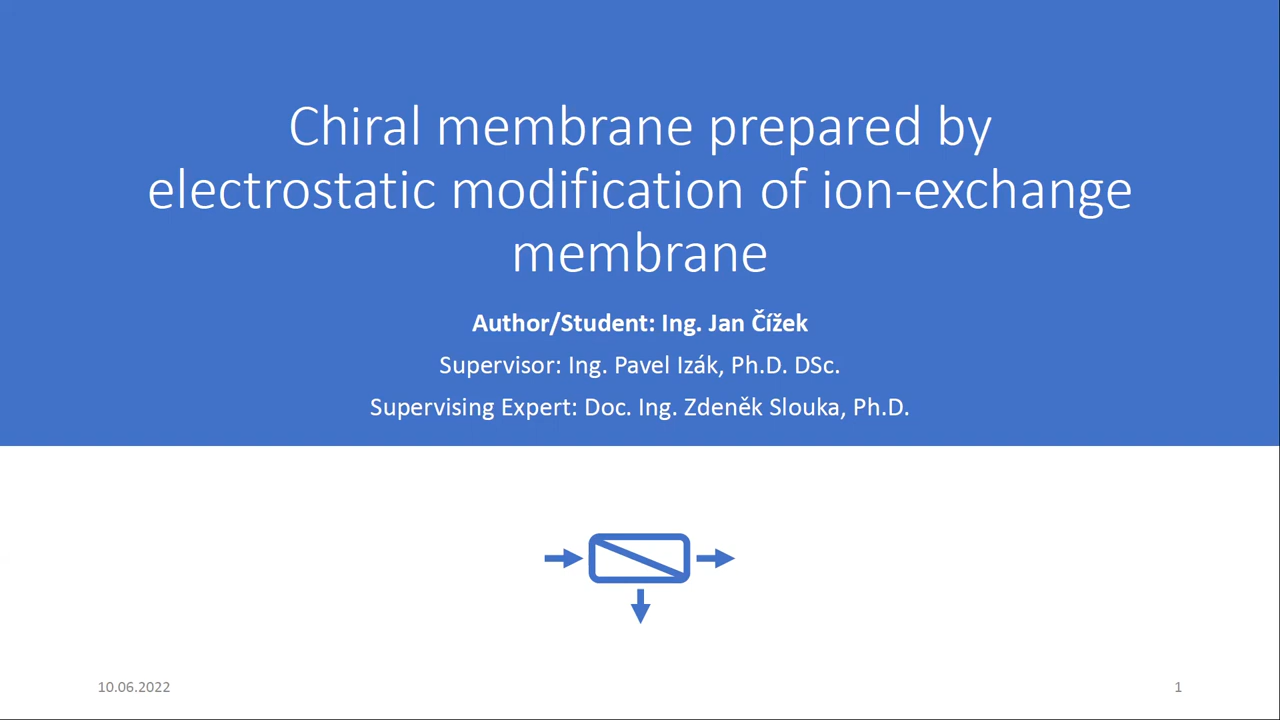 Chiral membrane prepared by
electrostatic modification of ion-exchange
membrane
Author/Student: Ing. Jan Čížek
Supervisor: Ing. Pavel Izák, Ph.D. DSc.
Supervising Expert: Doc. Ing. Zdeněk Slouka, Ph.D.
10.06.2022
1